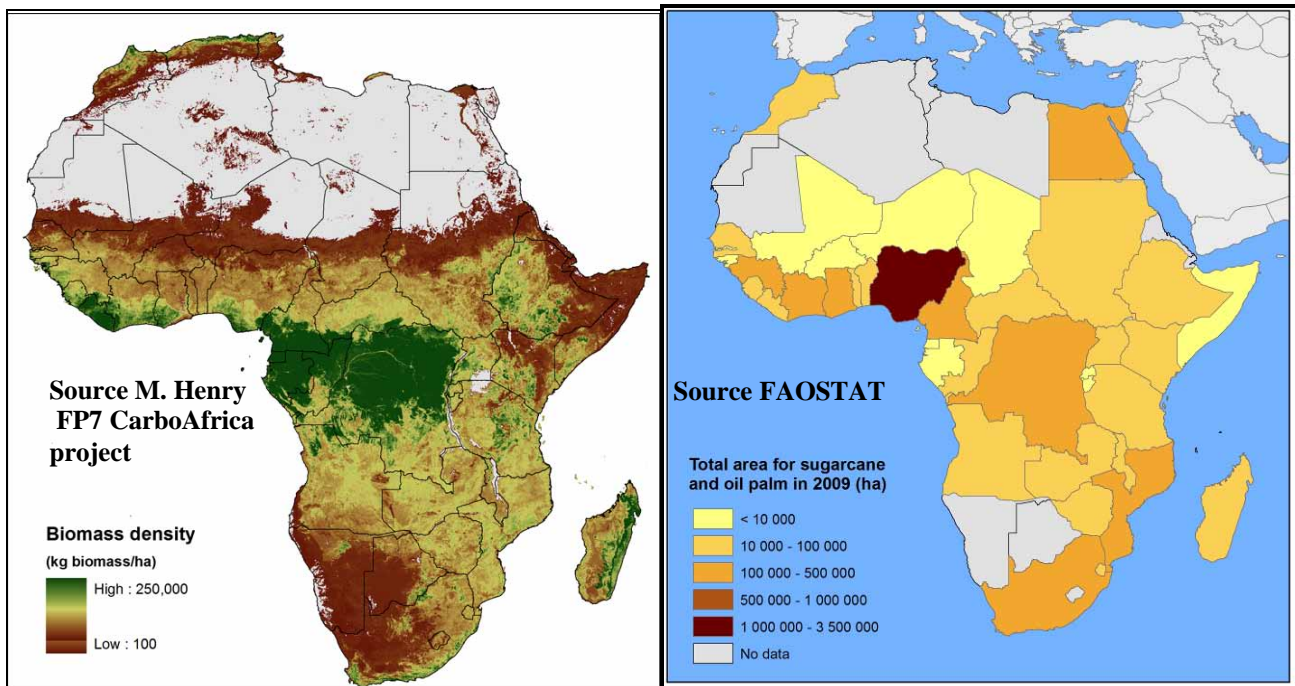 Source M. Henry
FP7 CarboAfrica
project
Biomass density
(kg biomass/ha)
High : 250,000
Low : 100
Source FAOSTAT
Total area for sugarcane
and oil palm in 2009 (ha)
< 10 000
10 000 - 100 000
100 000 - 500 000
500 000 - 1 000 000
1 000 000 - 3 500 000
No data